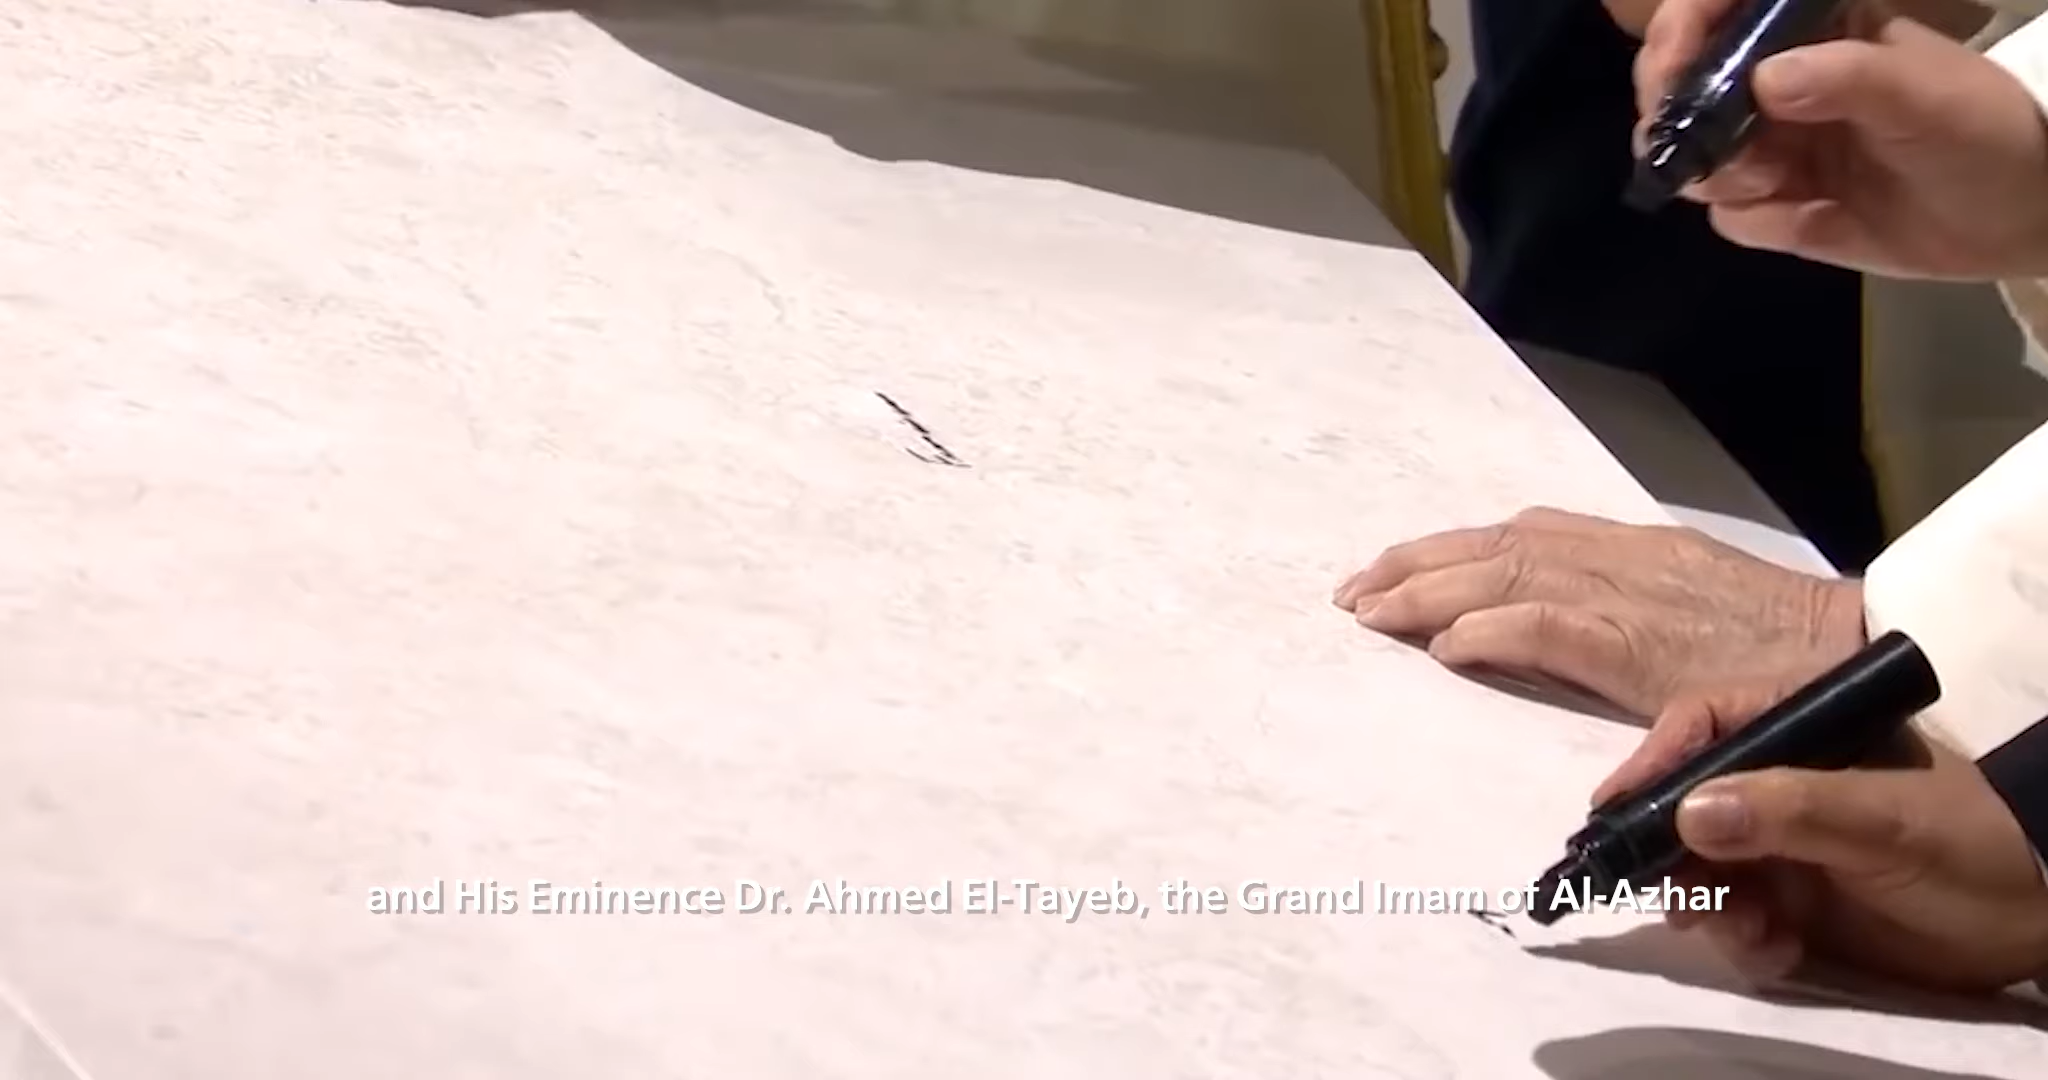 and His Eminence Dr. Ahmed El-Tayeb, the Grand Imam of Al-Azhar